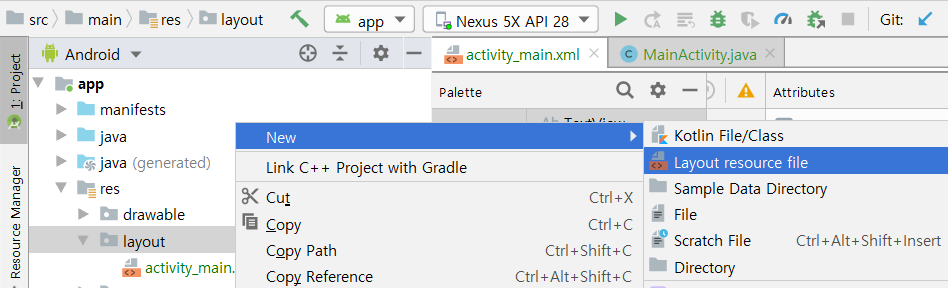 src main res layout app Nexus 5X API 28 Git:
Android activity_main.xml MainActivity.java
1: Project
Resource Manager
app
manifests
java
java (generated)
res
drawable
layout
activity_main.
Palette Attributes
New
Link C++ Project with Gradle
Cut Ctrl+X
Copy Ctrl+C
Copy Path Ctrl+Shift+C
Copy Reference Ctrl+Alt+Shift+C
Ab TextView
Kotlin File/Class
Layout resource file
Sample Data Directory
File
Scratch File Ctrl+Alt+Shift+Insert
Directory